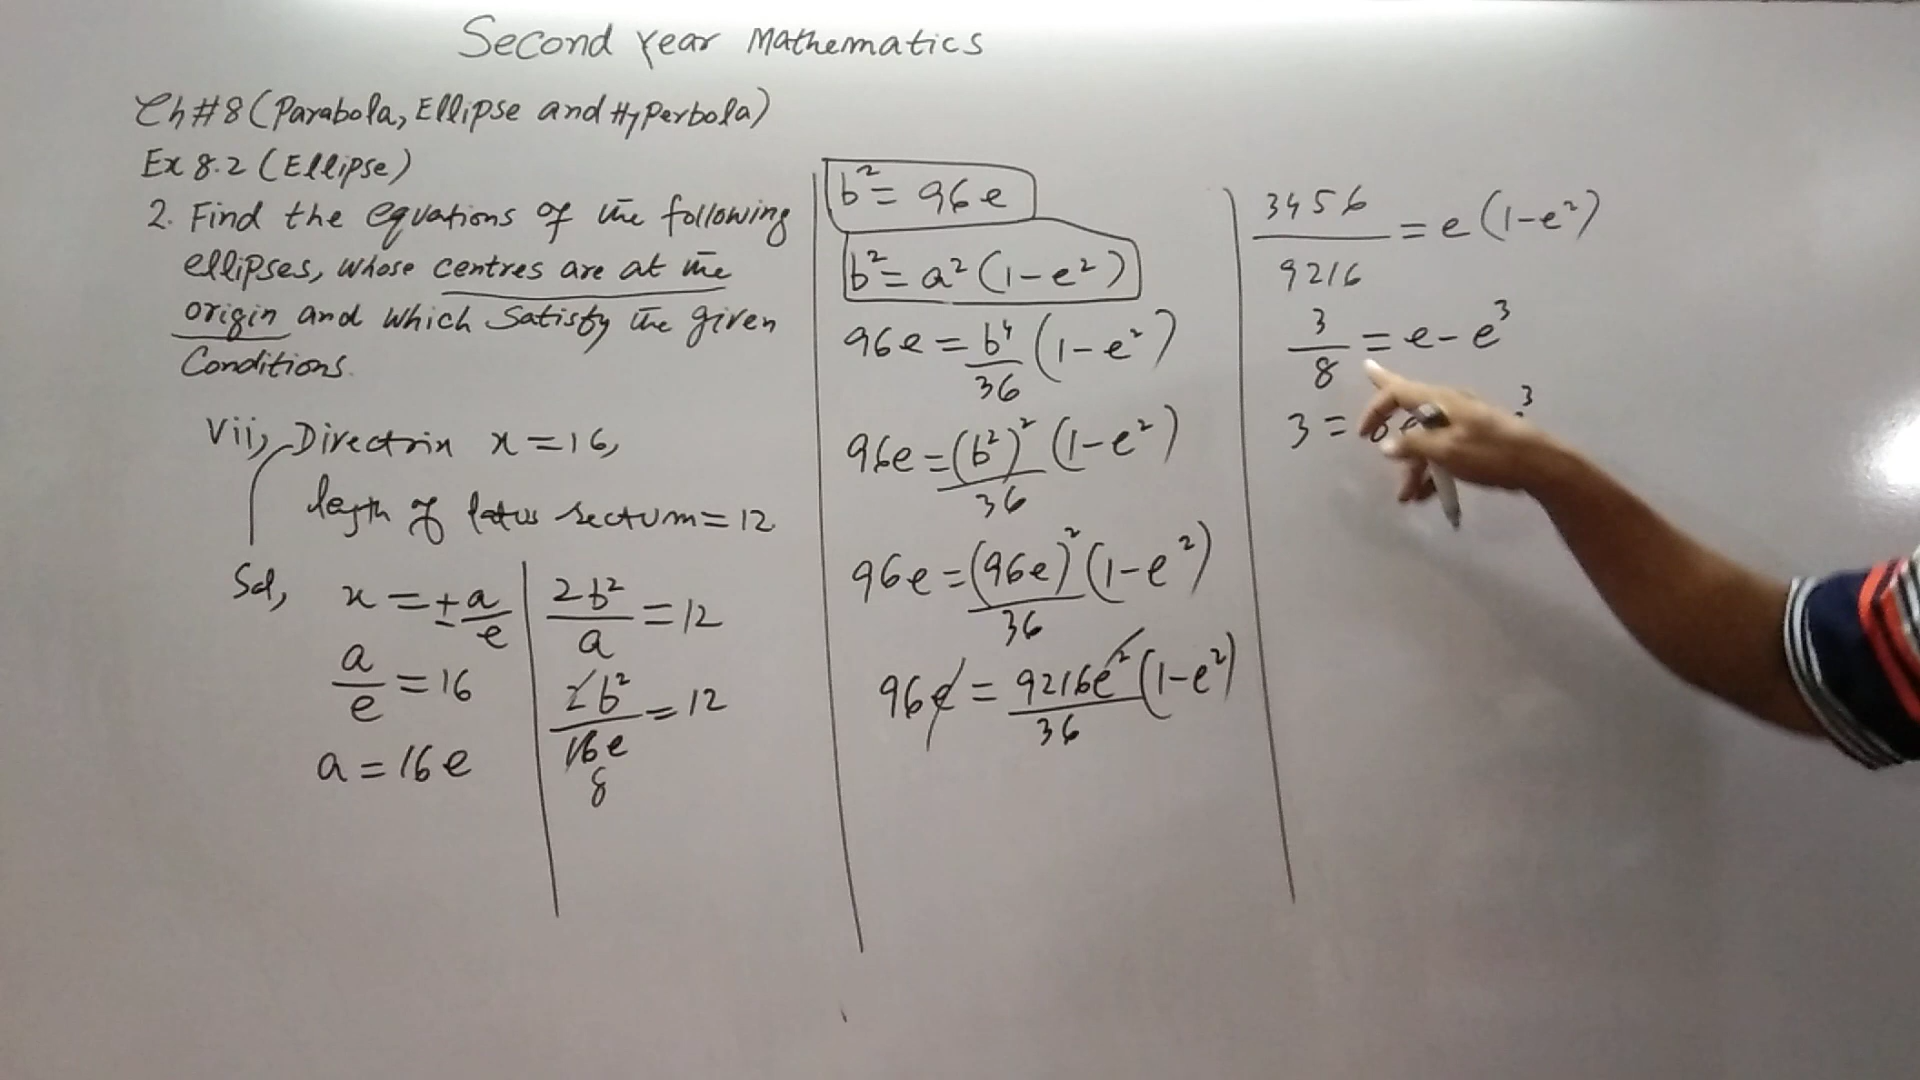 Second Year Mathematics
Ch#8 (Parabola, Ellipse and Hyperbola)
Ex 8.2 (Ellipse)
2. Find the equations of the following
ellipses, whose centres are at the
origin and which satisfy the given
Conditions.
vii, Directrix x = 16,
length of latus rectum = 12
Sol,
x = ± a/e
a/e = 16
a = 16e
2b²/a = 12
2b²/16e = 12
8
b² = 96e
b² = a²(1-e²)
96e = b⁴/36 (1-e²)
96e = (b²)²/36 (1-e²)
96e = (96e)²/36 (1-e²)
96e = 9216e²/36 (1-e²)
3456/9216 = e(1-e²)
3/8 = e - e³
3 =